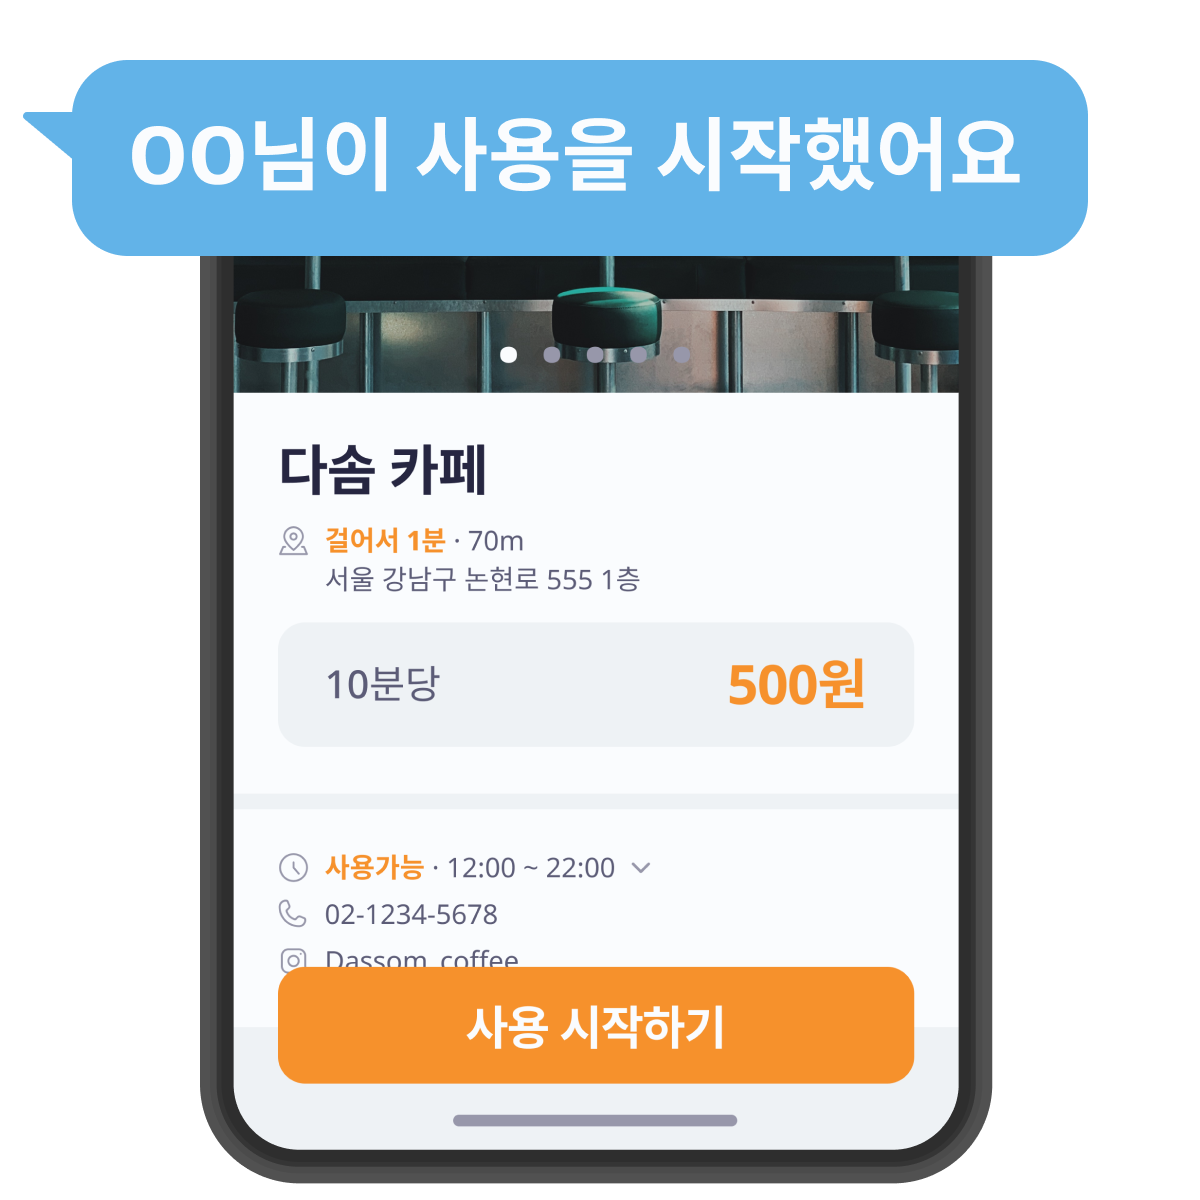 OO님이 사용을 시작했어요
다솜 카페
걸어서 1분 · 70m
서울 강남구 논현로 555 1층
10분당 500원
사용가능 · 12:00 ~ 22:00
02-1234-5678
Dassom_coffee
사용 시작하기